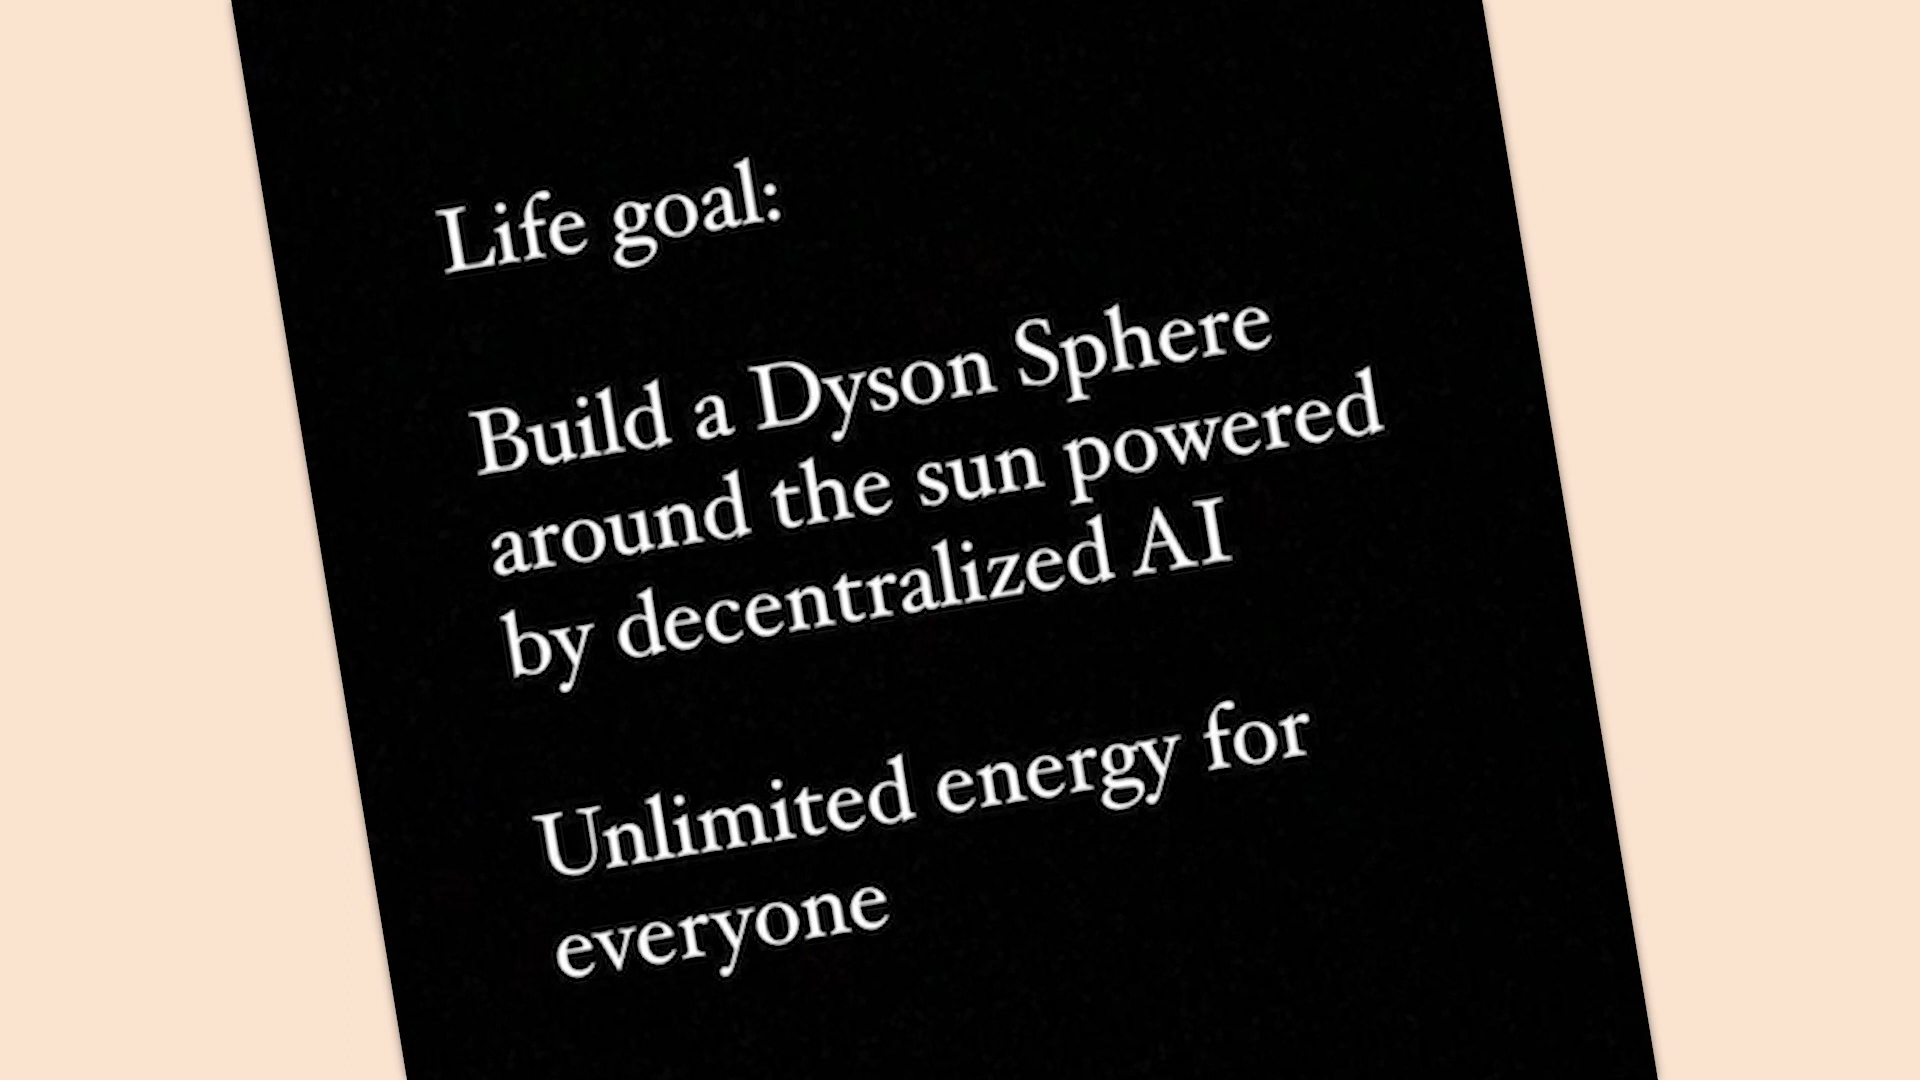 Life goal:
Build a Dyson Sphere
around the sun powered
by decentralized AI
Unlimited energy for
everyone